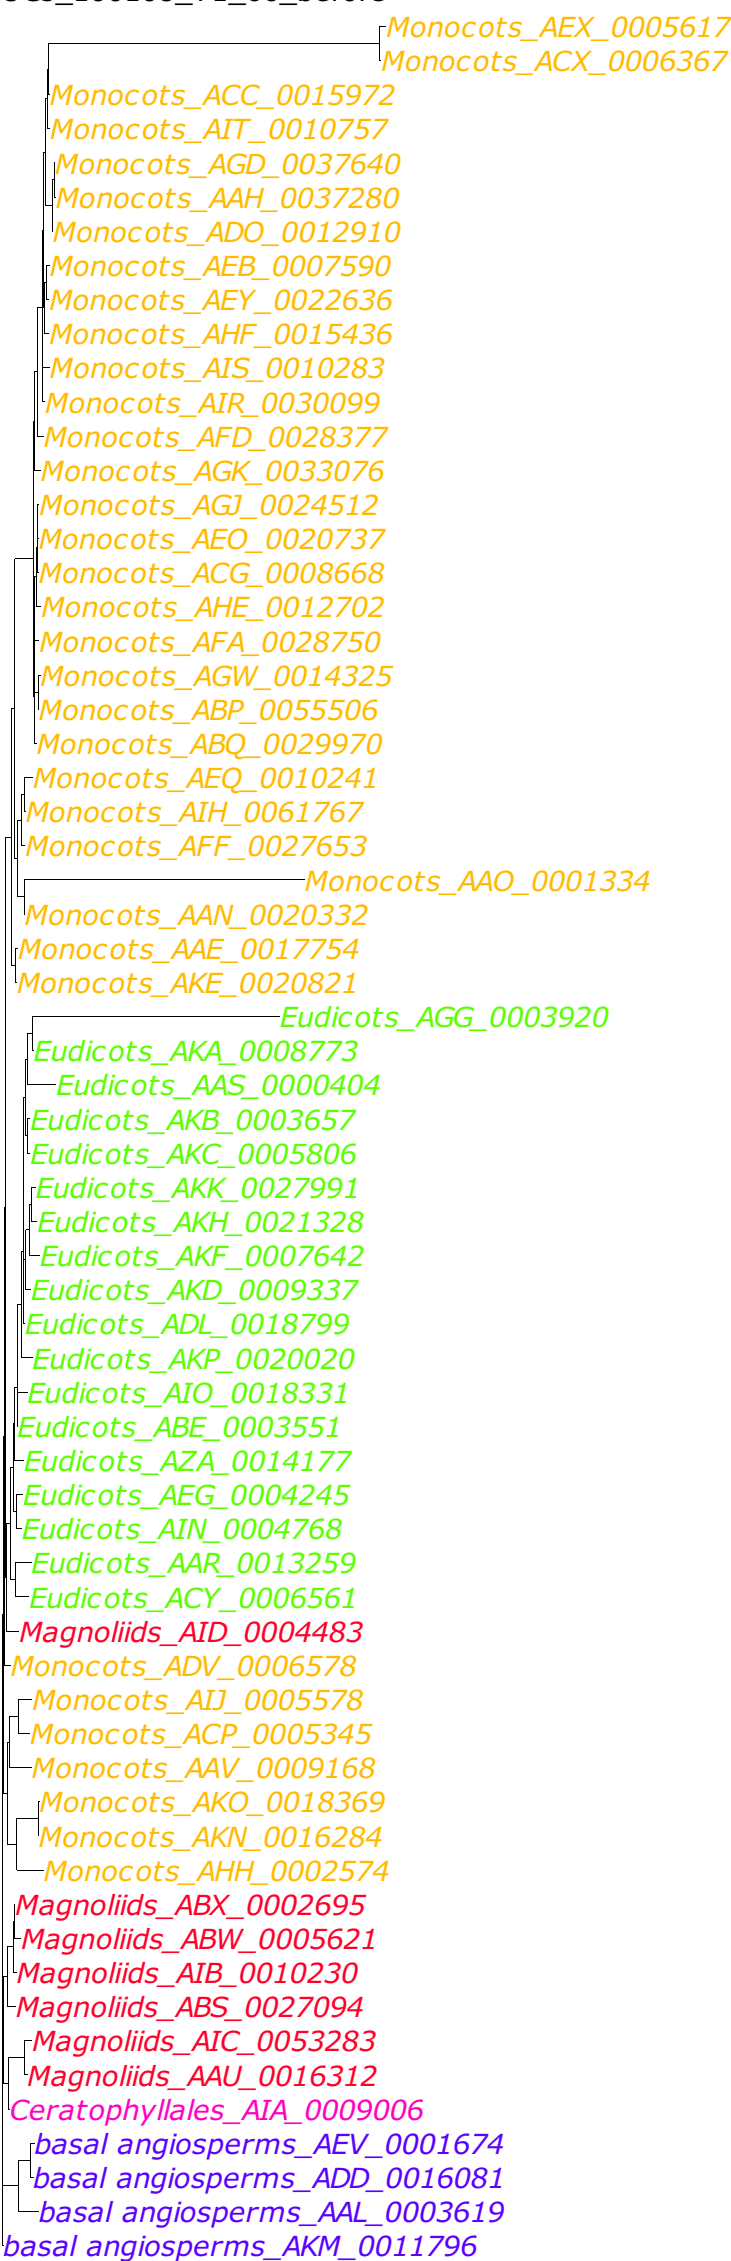 Monocots_AEX_0005617
Monocots_ACX_0006367
Monocots_ACC_0015972
Monocots_AIT_0010757
Monocots_AGD_0037640
Monocots_AAH_0037280
Monocots_ADO_0012910
Monocots_AEB_0007590
Monocots_AEY_0022636
Monocots_AHF_0015436
Monocots_AIS_0010283
Monocots_AIR_0030099
Monocots_AFD_0028377
Monocots_AGK_0033076
Monocots_AGJ_0024512
Monocots_AEO_0020737
Monocots_ACG_0008668
Monocots_AHE_0012702
Monocots_AFA_0028750
Monocots_AGW_0014325
Monocots_ABP_0055506
Monocots_ABQ_0029970
Monocots_AEQ_0010241
Monocots_AIH_0061767
Monocots_AFF_0027653
Monocots_AAO_0001334
Monocots_AAN_0020332
Monocots_AAE_0017754
Monocots_AKE_0020821
Eudicots_AGG_0003920
Eudicots_AKA_0008773
Eudicots_AAS_0000404
Eudicots_AKB_0003657
Eudicots_AKC_0005806
Eudicots_AKK_0027991
Eudicots_AKH_0021328
Eudicots_AKF_0007642
Eudicots_AKD_0009337
Eudicots_ADL_0018799
Eudicots_AKP_0020020
Eudicots_AIO_0018331
Eudicots_ABE_0003551
Eudicots_AZA_0014177
Eudicots_AEG_0004245
Eudicots_AIN_0004768
Eudicots_AAR_0013259
Eudicots_ACY_0006561
Magnoliids_AID_0004483
Monocots_ADV_0006578
Monocots_AIJ_0005578
Monocots_ACP_0005345
Monocots_AAV_0009168
Monocots_AKO_0018369
Monocots_AKN_0016284
Monocots_AHH_0002574
Magnoliids_ABX_0002695
Magnoliids_ABW_0005621
Magnoliids_AIB_0010230
Magnoliids_ABS_0027094
Magnoliids_AIC_0053283
Magnoliids_AAU_0016312
Ceratophyllales_AIA_0009006
basal angiosperms_AEV_0001674
basal angiosperms_ADD_0016081
basal angiosperms_AAL_0003619
basal angiosperms_AKM_0011796